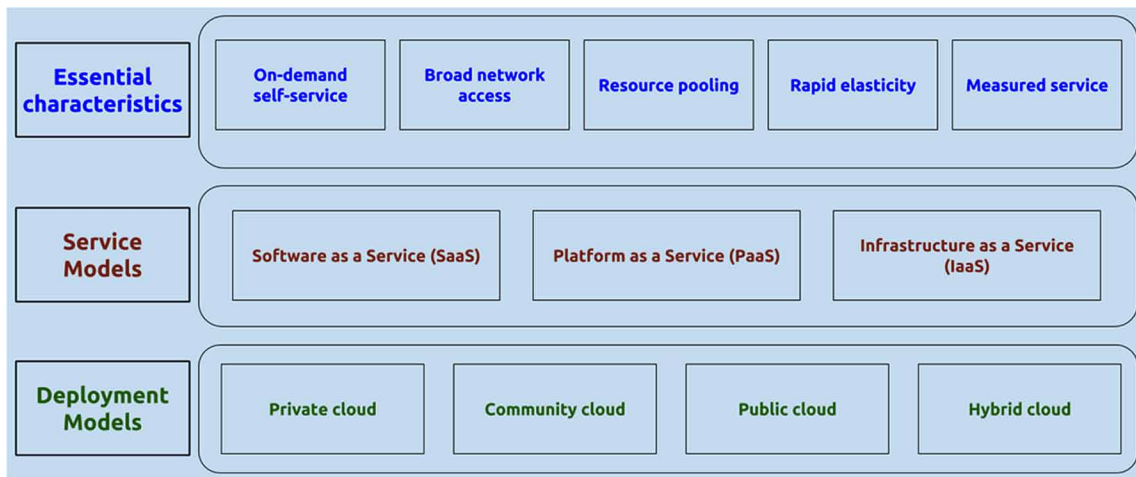 Essential
characteristics
On-demand
self-service
Broad network
access
Resource pooling
Rapid elasticity
Measured service
Service
Models
Software as a Service (SaaS)
Platform as a Service (PaaS)
Infrastructure as a Service
(IaaS)
Deployment
Models
Private cloud
Community cloud
Public cloud
Hybrid cloud